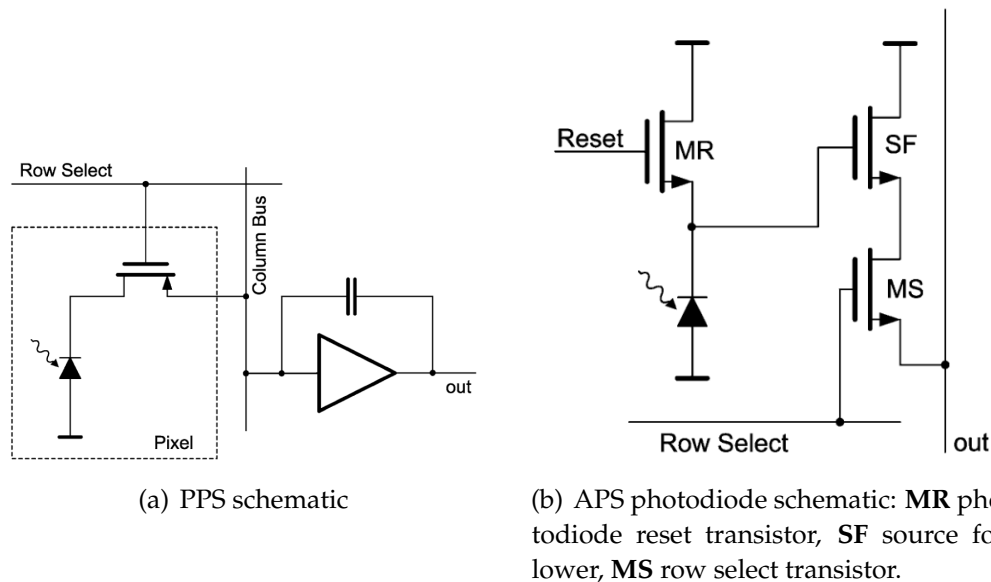 Row Select
Column Bus
out
Pixel
(a) PPS schematic
Reset
MR
SF
MS
Row Select
out
(b) APS photodiode schematic: MR pho-
todiode reset transistor, SF source fol-
lower, MS row select transistor.